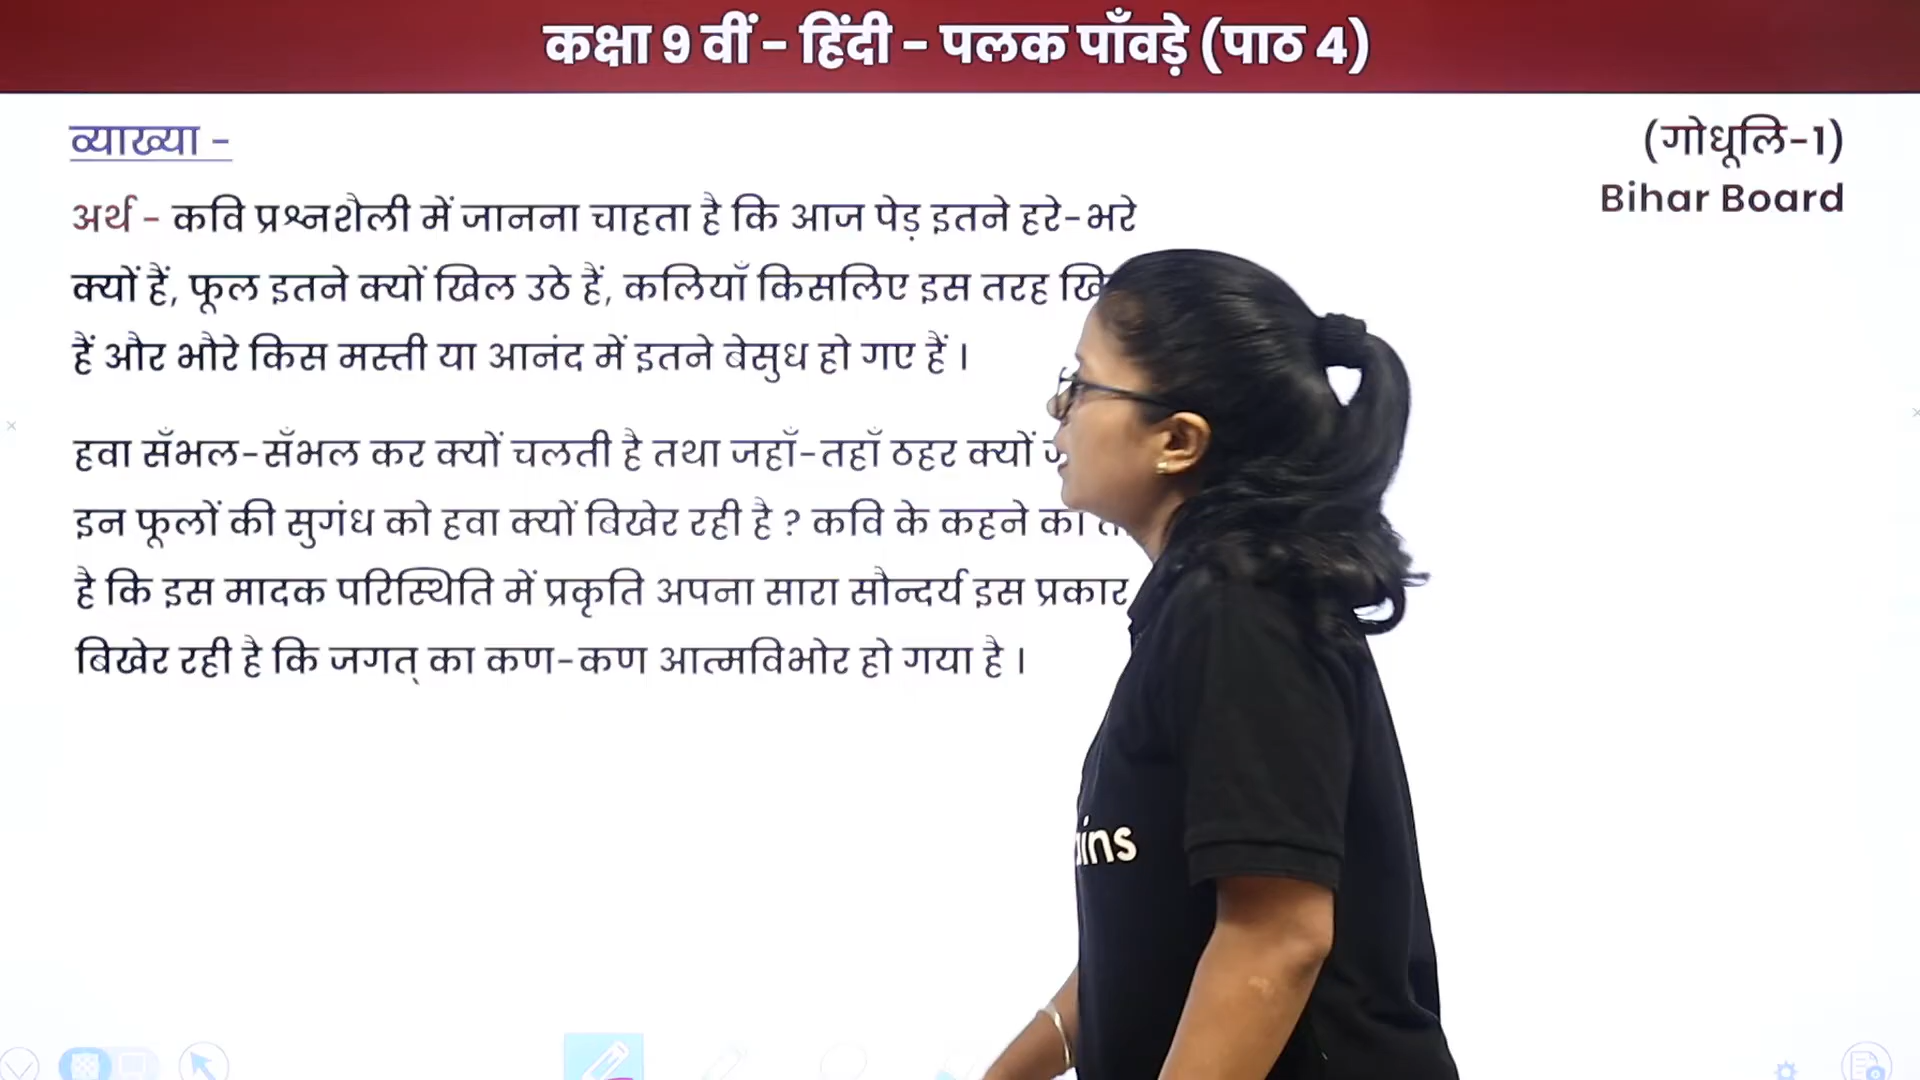 कक्षा 9 वीं - हिंदी - पलक पाँवड़े (पाठ 4)
व्याख्या -
(गोधूलि-1)
Bihar Board
अर्थ - कवि प्रश्नशैली में जानना चाहता है कि आज पेड़ इतने हरे-भरे
क्यों हैं, फूल इतने क्यों खिल उठे हैं, कलियाँ किसलिए इस तरह
हैं और भौरे किस मस्ती या आनंद में इतने बेसुध हो गए हैं ।
हवा सँभल-सँभल कर क्यों चलती है तथा जहाँ-तहाँ ठहर क्यों
इन फूलों की सुगंध को हवा क्यों बिखेर रही है ? कवि के कहने का
है कि इस मादक परिस्थिति में प्रकृति अपना सारा सौन्दर्य इस प्रकार
बिखेर रही है कि जगत् का कण-कण आत्मविभोर हो गया है ।